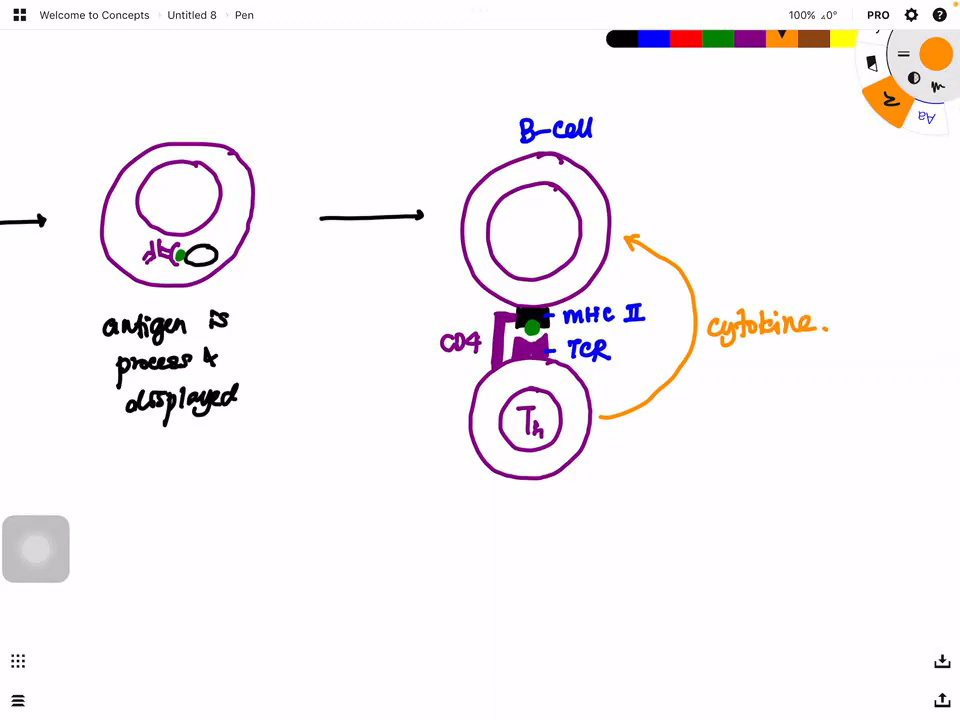 Welcome to Concepts > Untitled 8 > Pen
100% 0° PRO
Aa
B-cell
antigen is
process &
displayed
MHC II
CD4
TCR
cytokine.
Th